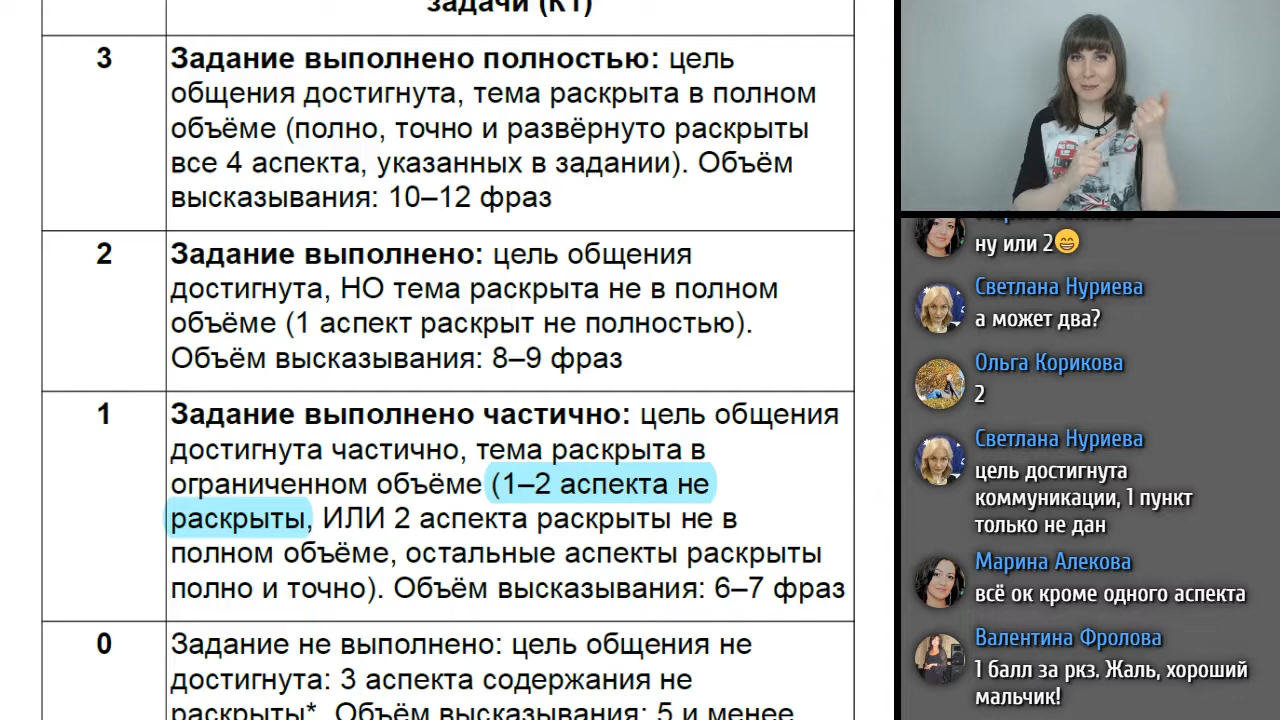 задачи (К1)
3
Задание выполнено полностью: цель
общения достигнута, тема раскрыта в полном
объёме (полно, точно и развёрнуто раскрыты
все 4 аспекта, указанных в задании). Объём
высказывания: 10–12 фраз
2
Задание выполнено: цель общения
достигнута, НО тема раскрыта не в полном
объёме (1 аспект раскрыт не полностью).
Объём высказывания: 8–9 фраз
1
Задание выполнено частично: цель общения
достигнута частично, тема раскрыта в
ограниченном объёме (1–2 аспекта не
раскрыты, ИЛИ 2 аспекта раскрыты не в
полном объёме, остальные аспекты раскрыты
полно и точно). Объём высказывания: 6–7 фраз
0
Задание не выполнено: цель общения не
достигнута: 3 аспекта содержания не
раскрыты*. Объём высказывания: 5 и менее
ну или 2😁
Светлана Нуриева
а может два?
Ольга Корикова
2
Светлана Нуриева
цель достигнута
коммуникации, 1 пункт
только не дан
Марина Алекова
всё ок кроме одного аспекта
Валентина Фролова
1 балл за ркз. Жаль, хороший
мальчик!